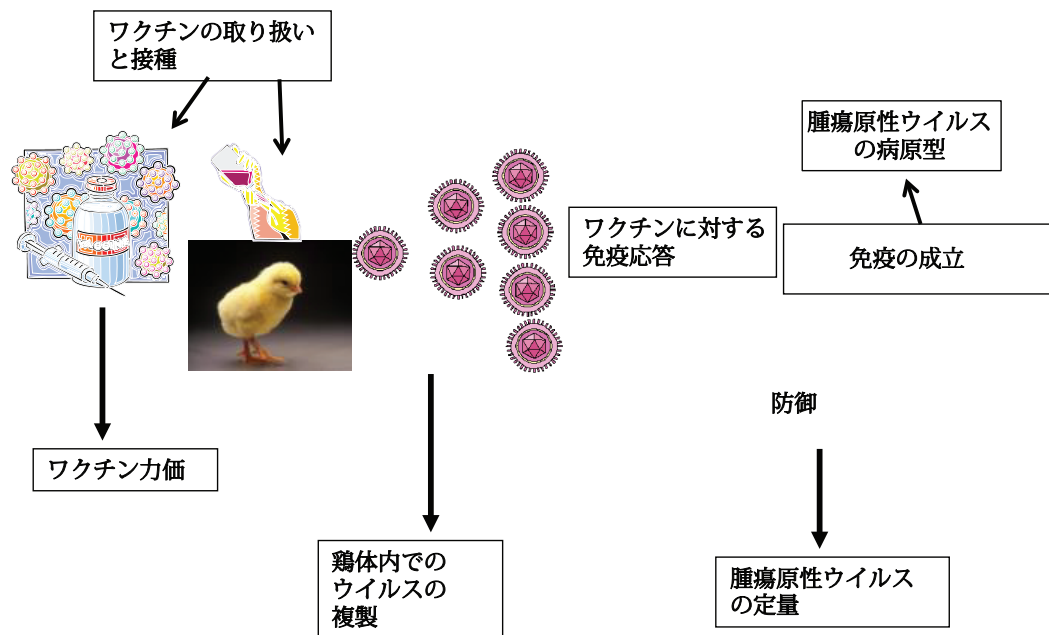 ワクチンの取り扱い
と接種
腫瘍原性ウイルス
の病原型
ワクチンに対する
免疫応答
免疫の成立
防御
ワクチン力価
鶏体内での
ウイルスの
複製
腫瘍原性ウイルス
の定量